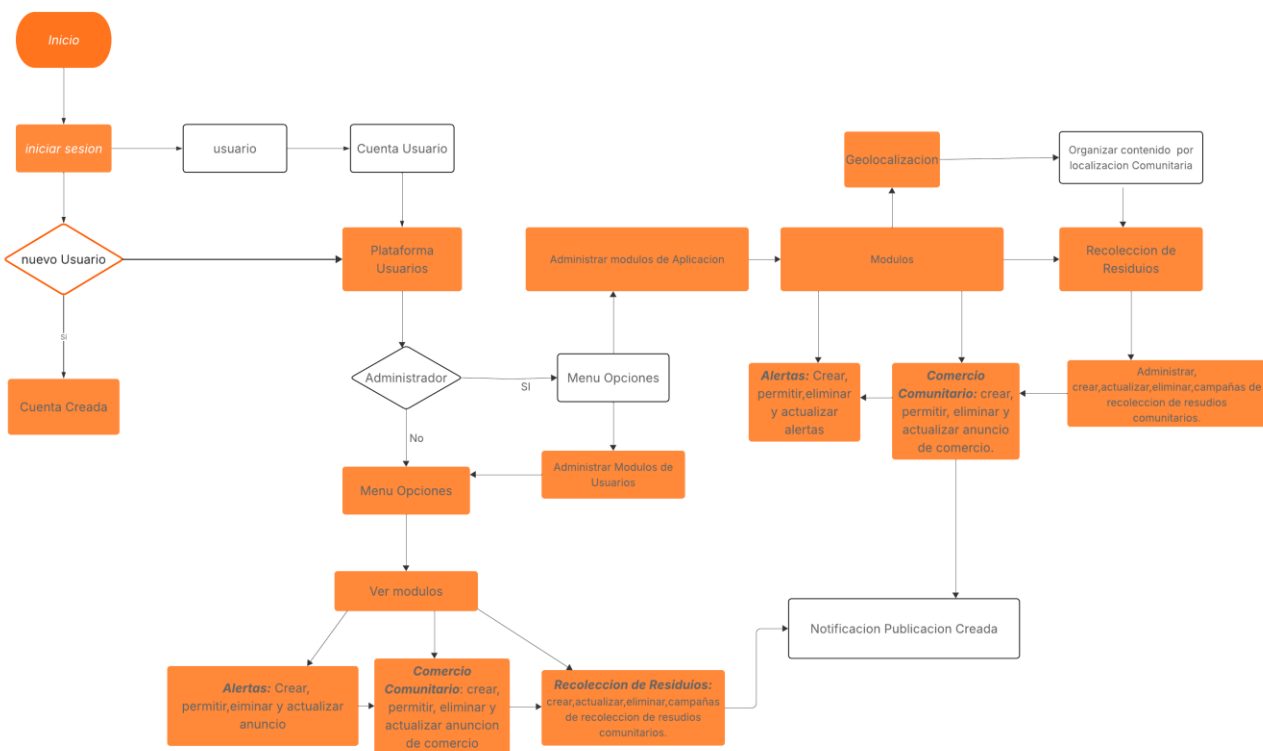 Inicio
iniciar sesion
usuario
Cuenta Usuario
nuevo Usuario
Si
Cuenta Creada
Plataforma
Usuarios
Administrador
SI
No
Menu Opciones
Administrar modulos de Aplicacion
Administrar Modulos de
Usuarios
Menu Opciones
Geolocalizacion
Organizar contenido por
localizacion Comunitaria
Modulos
Recoleccion de
Residuios
Alertas: Crear,
permitir,eliminar
y actualizar
alertas
Comercio
Comunitario: crear,
permitir, eliminar y
actualizar anuncio
de comercio.
Administrar,
crear,actualizar,eliminar,campañas de
recoleccion de resudios
comunitarios.
Ver modulos
Alertas: Crear,
permitir,eiminar y actualizar
anuncio
Comercio
Comunitario: crear,
permitir, eliminar y
actualizar anuncion
de comercio
Recoleccion de Residuios:
crear,actualizar,eliminar,campañas
de recoleccion de resudios
comunitarios.
Notificacion Publicacion Creada